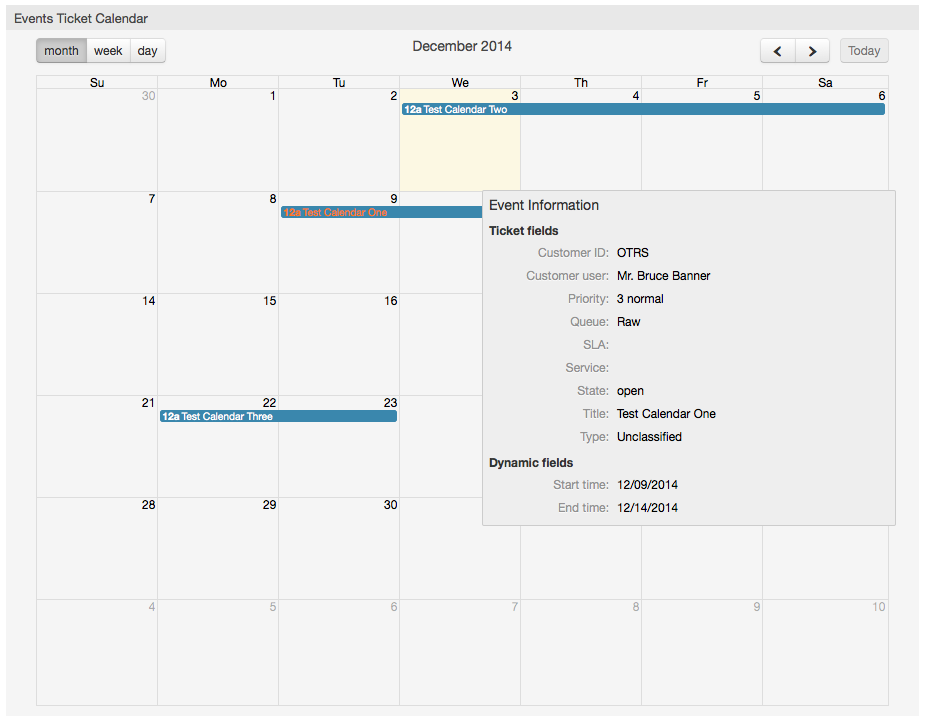 Events Ticket Calendar
month week day December 2014 < > Today
Su Mo Tu We Th Fr Sa
30 1 2 3 4 5 6
12a Test Calendar Two
7 8 9
12a Test Calendar One
Event Information
Ticket fields
Customer ID: OTRS
Customer user: Mr. Bruce Banner
Priority: 3 normal
Queue: Raw
SLA:
Service:
State: open
Title: Test Calendar One
Type: Unclassified
Dynamic fields
Start time: 12/09/2014
End time: 12/14/2014
14 15 16
21 22 23
12a Test Calendar Three
28 29 30
4 5 6 7 8 9 10